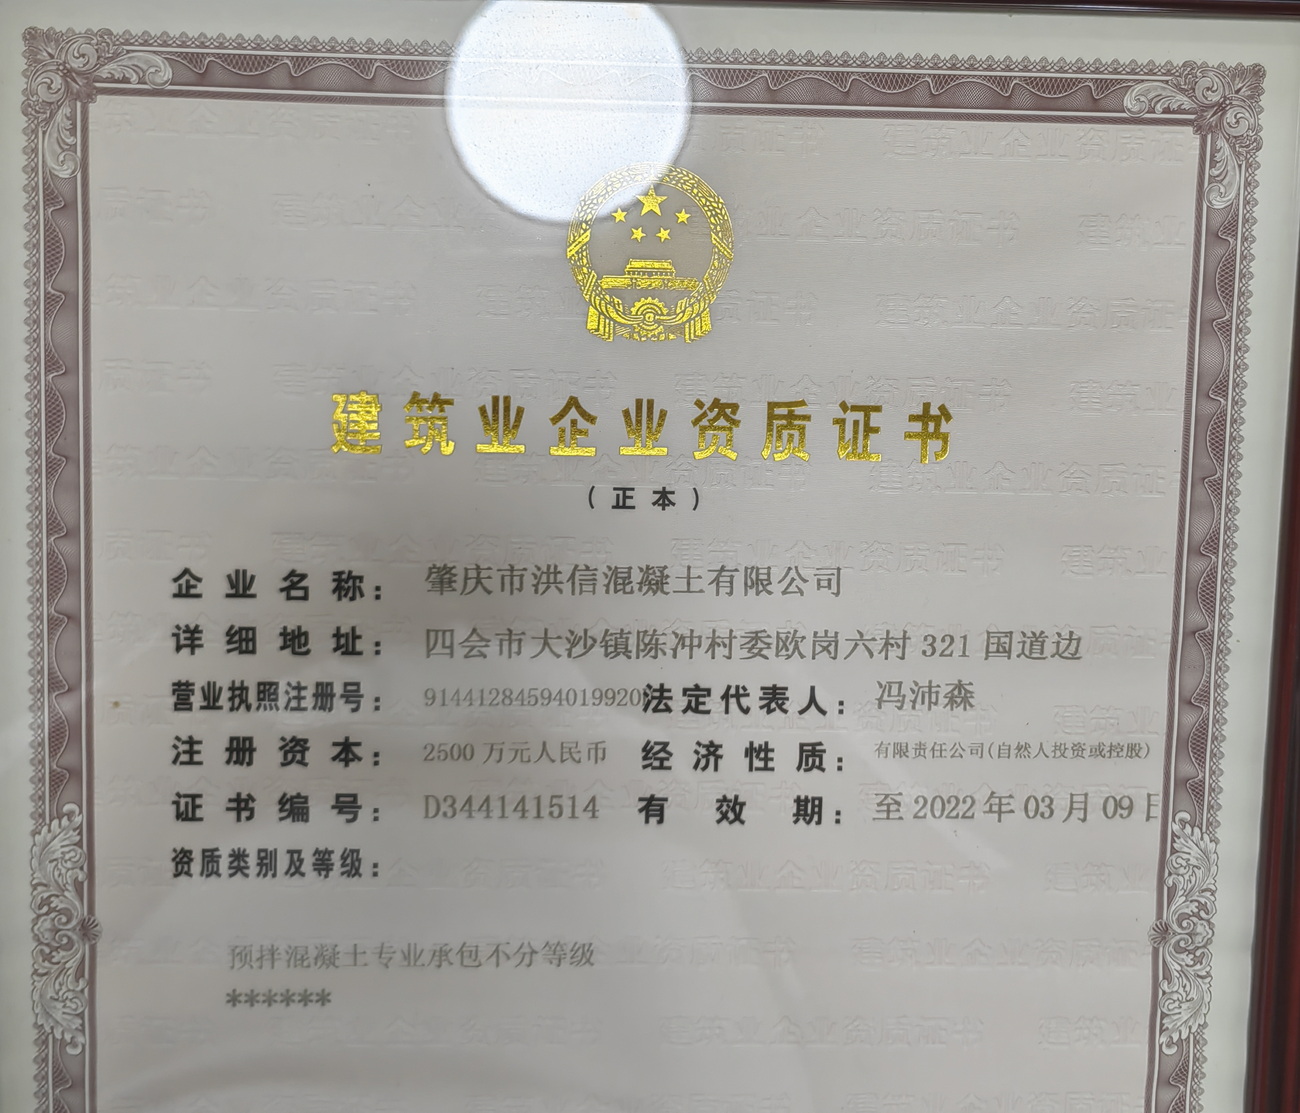 建筑业企业资质证书
(正本)
企业名称: 肇庆市洪信混凝土有限公司
详细地址: 四会市大沙镇陈冲村委欧岗六村321国道边
营业执照注册号: 91441284594019920 法定代表人: 冯沛森
注册资本: 2500万元人民币 经济性质: 有限责任公司(自然人投资或控股)
证书编号: D344141514 有效期: 至2022年03月09日
资质类别及等级:
预拌混凝土专业承包不分等级
******